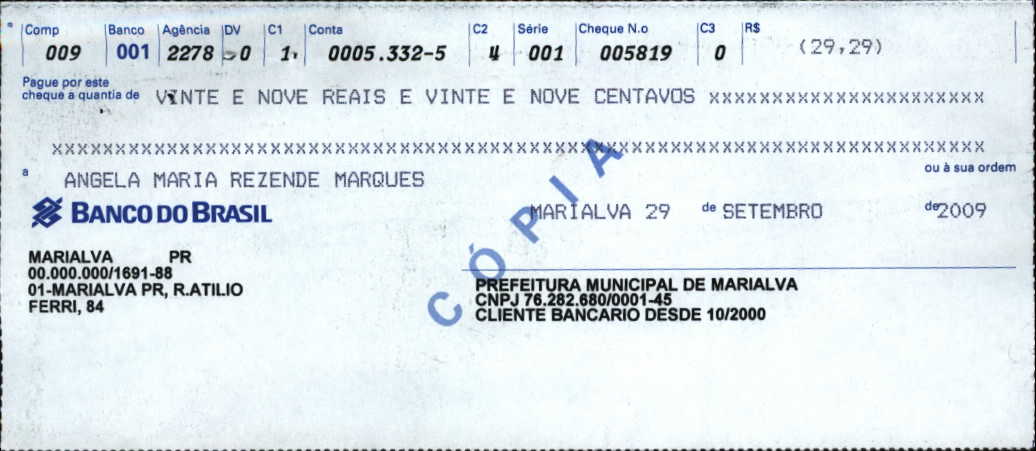 Comp Banco Agência DV C1 Conta C2 Série Cheque N.o C3 R$
009 001 2278 -0 1 0005.332-5 4 001 005819 0 (29,29)
Pague por este
cheque a quantia de VINTE E NOVE REAIS E VINTE E NOVE CENTAVOS xxxxxxxxxxxxxxxxxxxxxx
xxxxxxxxxxxxxxxxxxxxxxxxxxxxxxxxxxxxxxxxxxxxxxxxxxxxxxxxxxxxxxxxxxxxxxxxxx
a ANGELA MARIA REZENDE MARQUES ou à sua ordem
BANCO DO BRASIL
MARIALVA 29 de SETEMBRO de 2009
CÓPIA
MARIALVA PR
00.000.000/1691-88
01-MARIALVA PR, R.ATILIO
FERRI, 84
PREFEITURA MUNICIPAL DE MARIALVA
CNPJ 76.282.680/0001-45
CLIENTE BANCARIO DESDE 10/2000